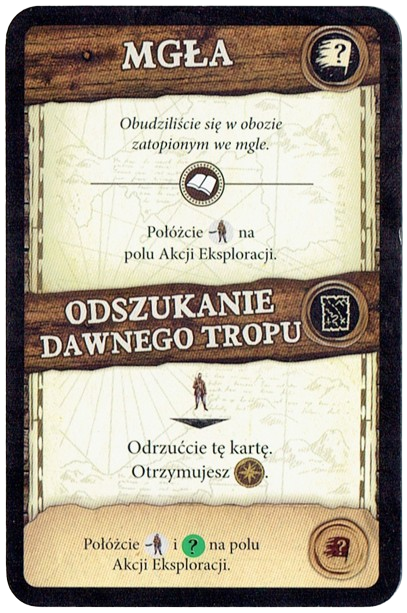 MGŁA
?
Obudziliście się w obozie
zatopionym we mgle.
Połóżcie na
polu Akcji Eksploracji.
ODSZUKANIE
DAWNEGO TROPU
Odrzućcie tę kartę.
Otrzymujesz .
Połóżcie i ? na polu
Akcji Eksploracji.
?